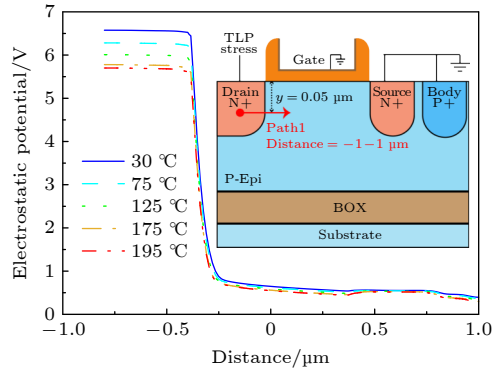 7
6
5
4
3
2
1
0
Electrostatic potential/V
−1.0
−0.5
0
0.5
1.0
Distance/μm
30 ℃
75 ℃
125 ℃
175 ℃
195 ℃
TLP
stress
Gate
Drain
N+
y = 0.05 μm
Source
N+
Body
P+
Path1
Distance = −1−1 μm
P-Epi
BOX
Substrate